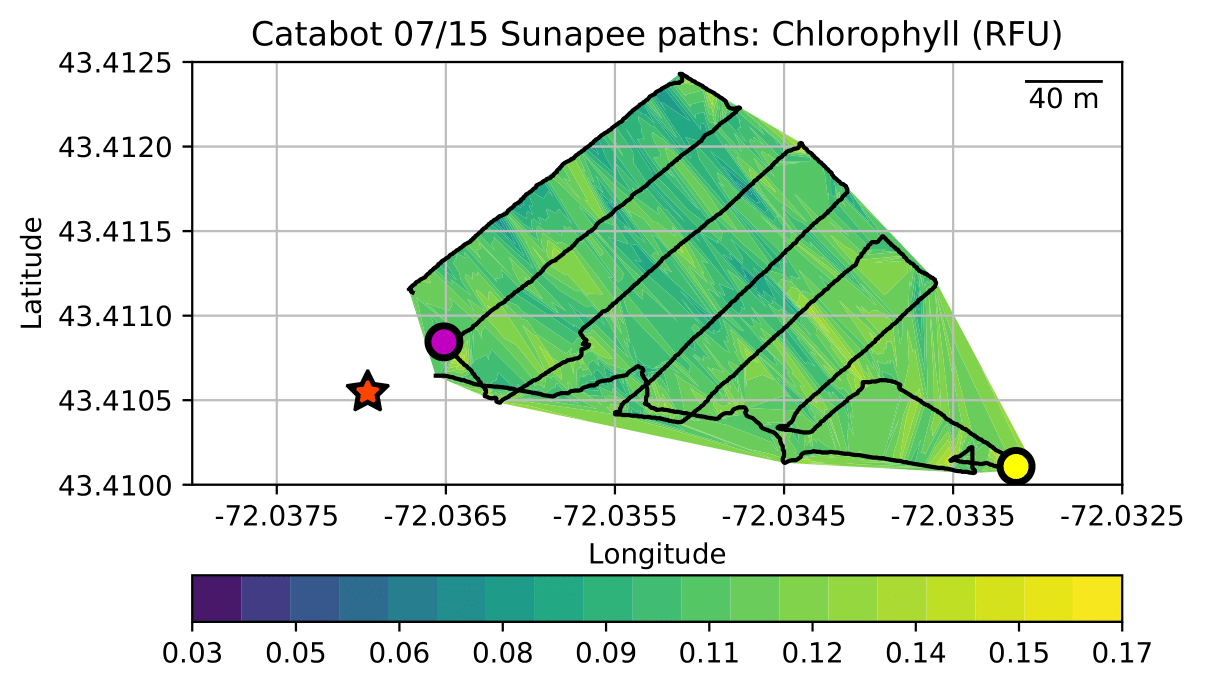 Catabot 07/15 Sunapee paths: Chlorophyll (RFU)
43.4125
43.4120
43.4115
43.4110
43.4105
43.4100
Latitude
40 m
-72.0375 -72.0365 -72.0355 -72.0345 -72.0335 -72.0325
Longitude
0.03 0.05 0.06 0.08 0.09 0.11 0.12 0.14 0.15 0.17